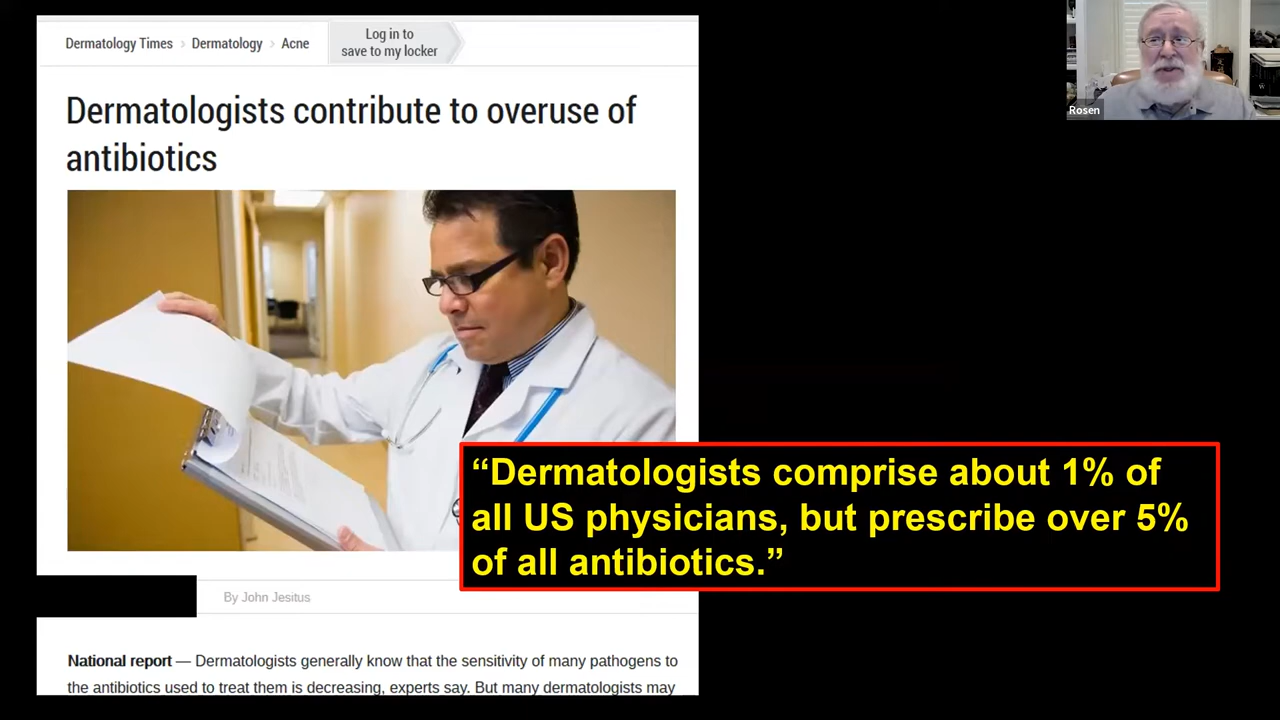 Dermatology Times > Dermatology > Acne
Log in to
save to my locker
Rosen
Dermatologists contribute to overuse of
antibiotics
“Dermatologists comprise about 1% of
all US physicians, but prescribe over 5%
of all antibiotics.”
By John Jesitus
National report — Dermatologists generally know that the sensitivity of many pathogens to
the antibiotics used to treat them is decreasing, experts say. But many dermatologists may